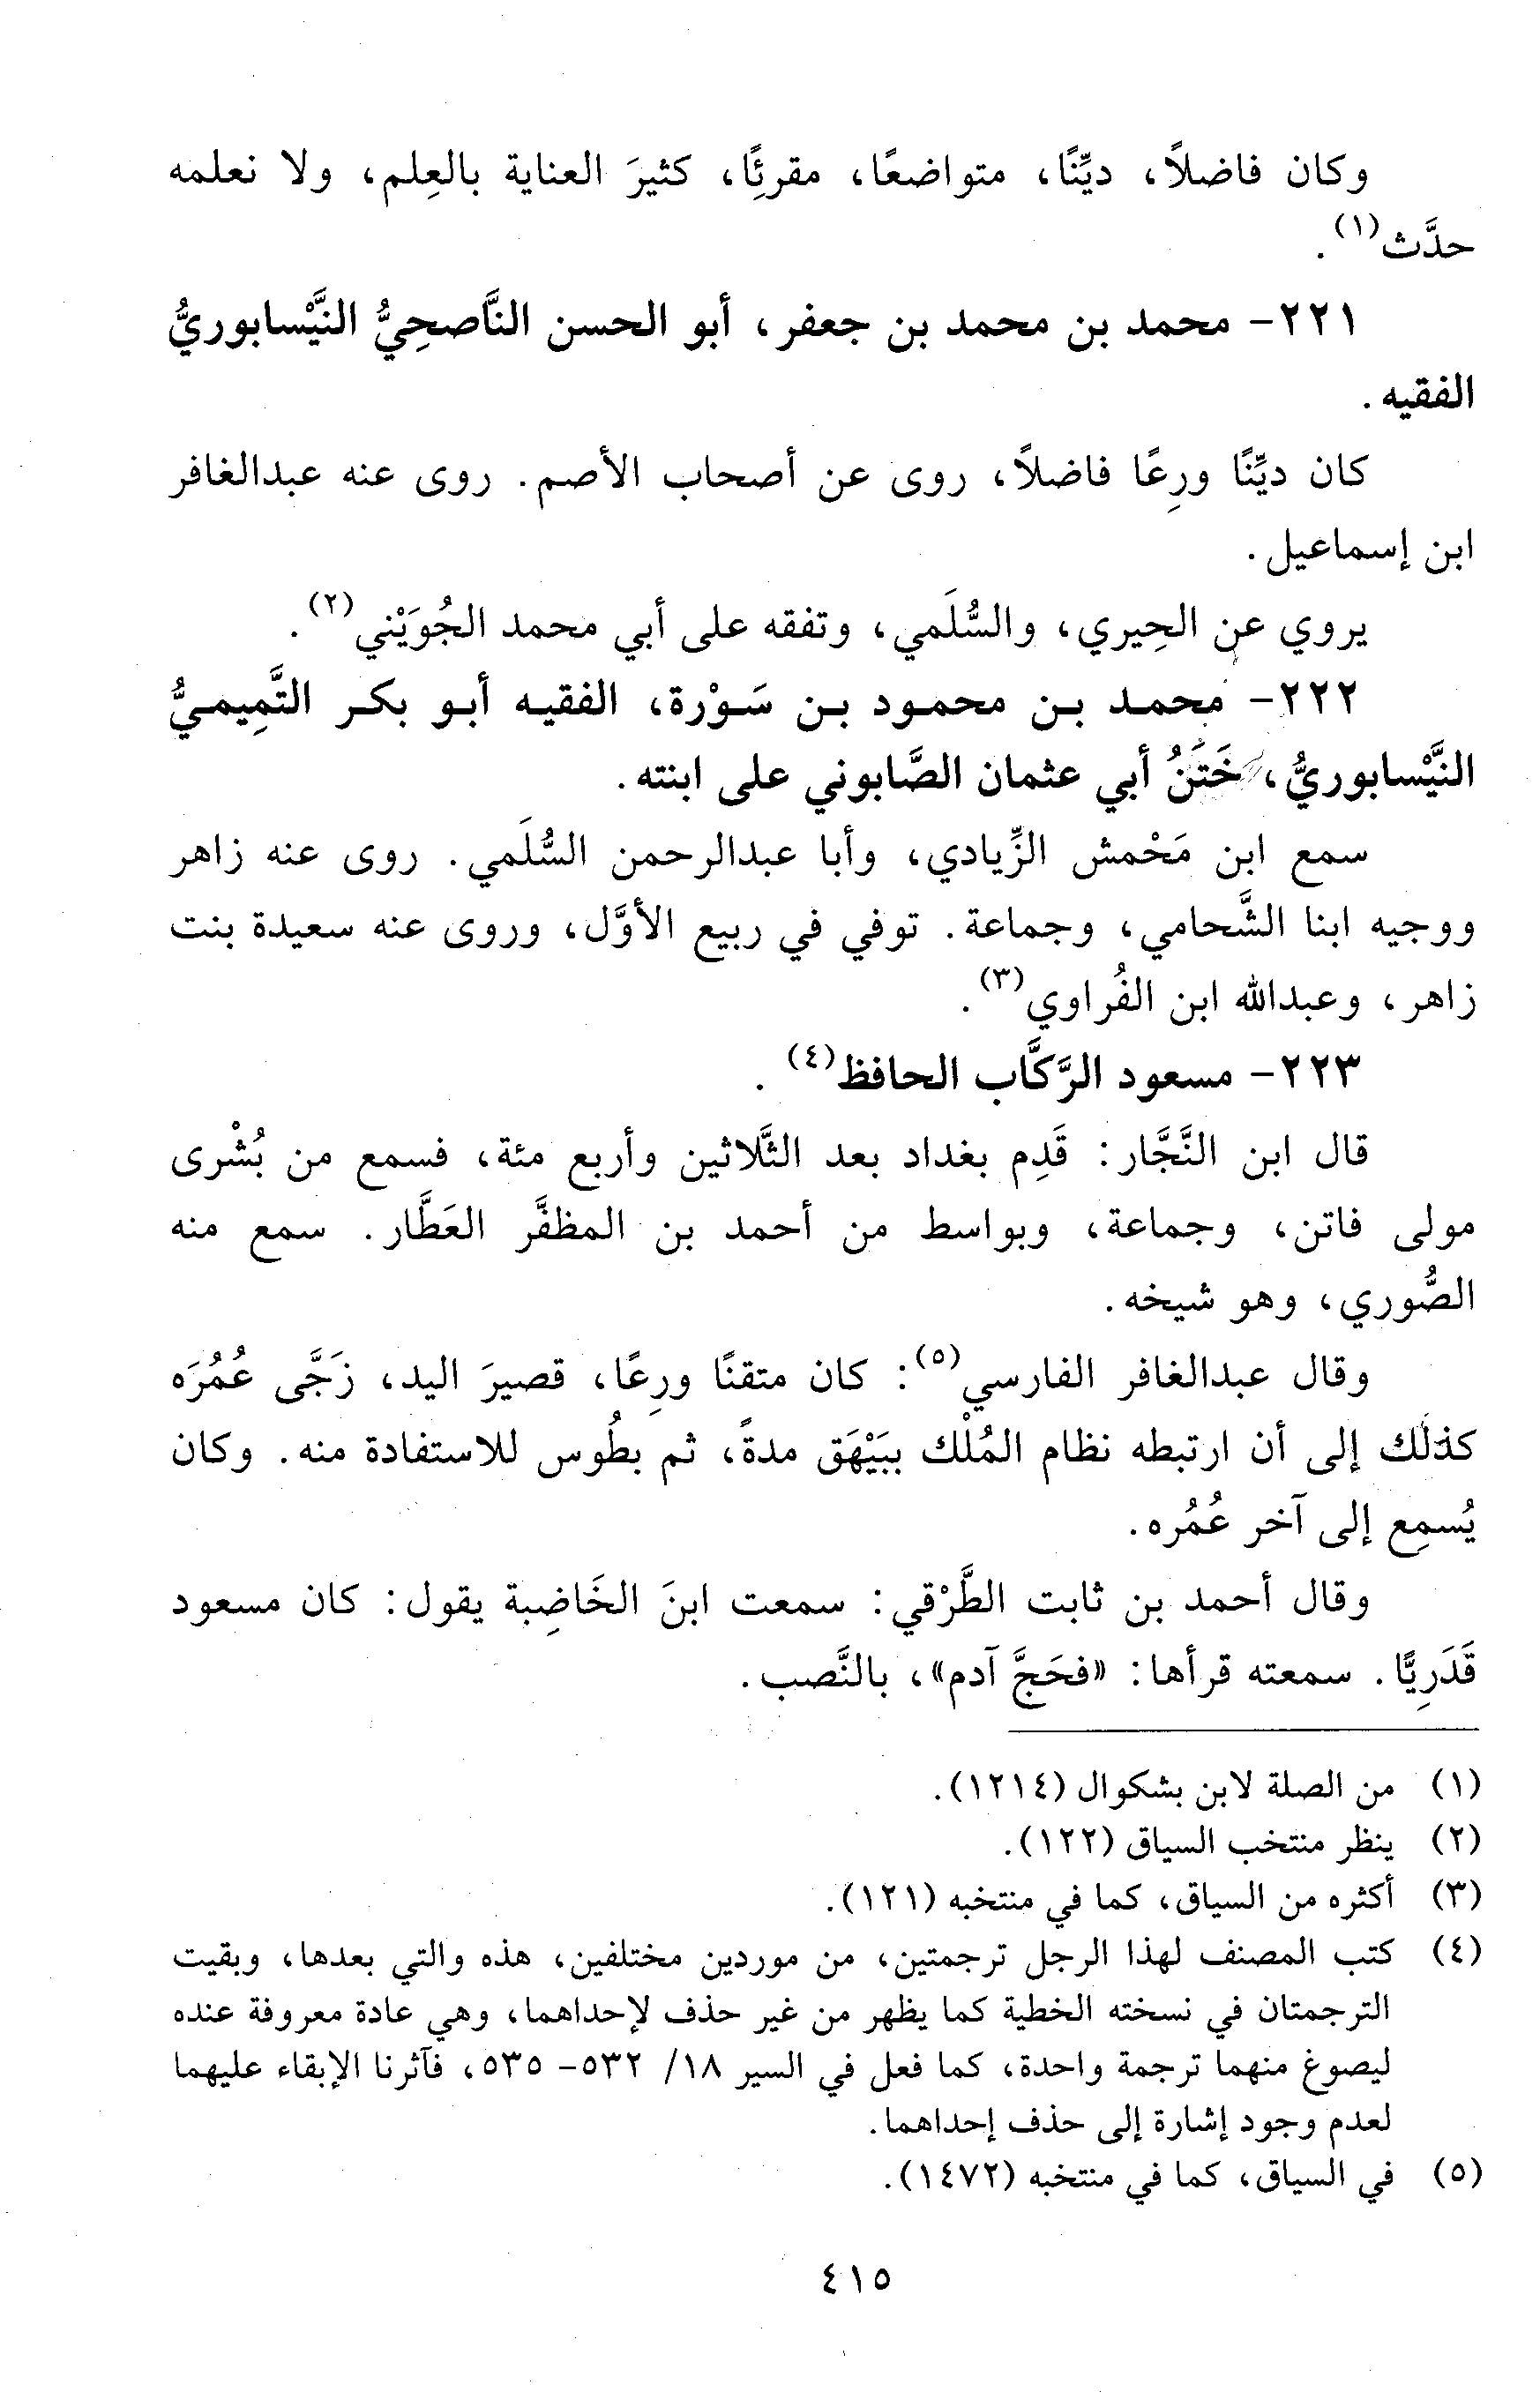 وكان فاضلاً، ديِّنًا، متواضعًا، مقرئًا، كثيرَ العناية بالعِلم، ولا نعلمه
حدَّث(١).
٢٢١- محمد بن محمد بن جعفر، أبو الحسن النَّاصحِيُّ النَّيْسابوريُّ
الفقيه.
كان ديِّنًا ورِعًا فاضلاً، روى عن أصحاب الأصم. روى عنه عبدالغافر
ابن إسماعيل.
يروي عن الحِيري، والسُّلَمي، وتفقه على أبي محمد الجُوَيْني(٢).
٢٢٢- محمد بن محمود بن سَوْرة، الفقيه أبو بكر التَّمِيميُّ
النَّيْسابوريُّ، خَتَنُ أبي عثمان الصَّابوني على ابنته.
سمع ابن مَحْمش الزِّيادي، وأبا عبدالرحمن السُّلَمي. روى عنه زاهر
ووجيه ابنا الشَّحامي، وجماعة. توفي في ربيع الأوَّل، وروى عنه سعيدة بنت
زاهر، وعبدالله ابن الفُراوي(٣).
٢٢٣- مسعود الرَّكَّاب الحافظ(٤).
قال ابن النَّجَّار: قَدِم بغداد بعد الثَّلاثين وأربع مئة، فسمع من بُشْرى
مولى فاتن، وجماعة، وبواسط من أحمد بن المظفَّر العَطَّار. سمع منه
الصُّوري، وهو شيخه.
وقال عبدالغافر الفارسي(٥): كان متقنًا ورِعًا، قصيرَ اليد، زَجَّى عُمُرَه
كذلك إلى أن ارتبطه نظام المُلْك ببَيْهَق مدةً، ثم بطُوس للاستفادة منه. وكان
يُسمِع إلى آخر عُمُره.
وقال أحمد بن ثابت الطَّرْقي: سمعت ابنَ الخَاضِبة يقول: كان مسعود
قَدَرِيًّا. سمعته قرأها: «فحَجَّ آدم»، بالنَّصب.
(١) من الصلة لابن بشكوال (١٢١٤).
(٢) ينظر منتخب السياق (١٢٢).
(٣) أكثره من السياق، كما في منتخبه (١٢١).
(٤) كتب المصنف لهذا الرجل ترجمتين، من موردين مختلفين، هذه والتي بعدها، وبقيت
الترجمتان في نسخته الخطية كما يظهر من غير حذف لإحداهما، وهي عادة معروفة عنده
ليصوغ منهما ترجمة واحدة، كما فعل في السير ١٨/ ٥٣٢- ٥٣٥، فآثرنا الإبقاء عليهما
لعدم وجود إشارة إلى حذف إحداهما.
(٥) في السياق، كما في منتخبه (١٤٧٢).
٤١٥